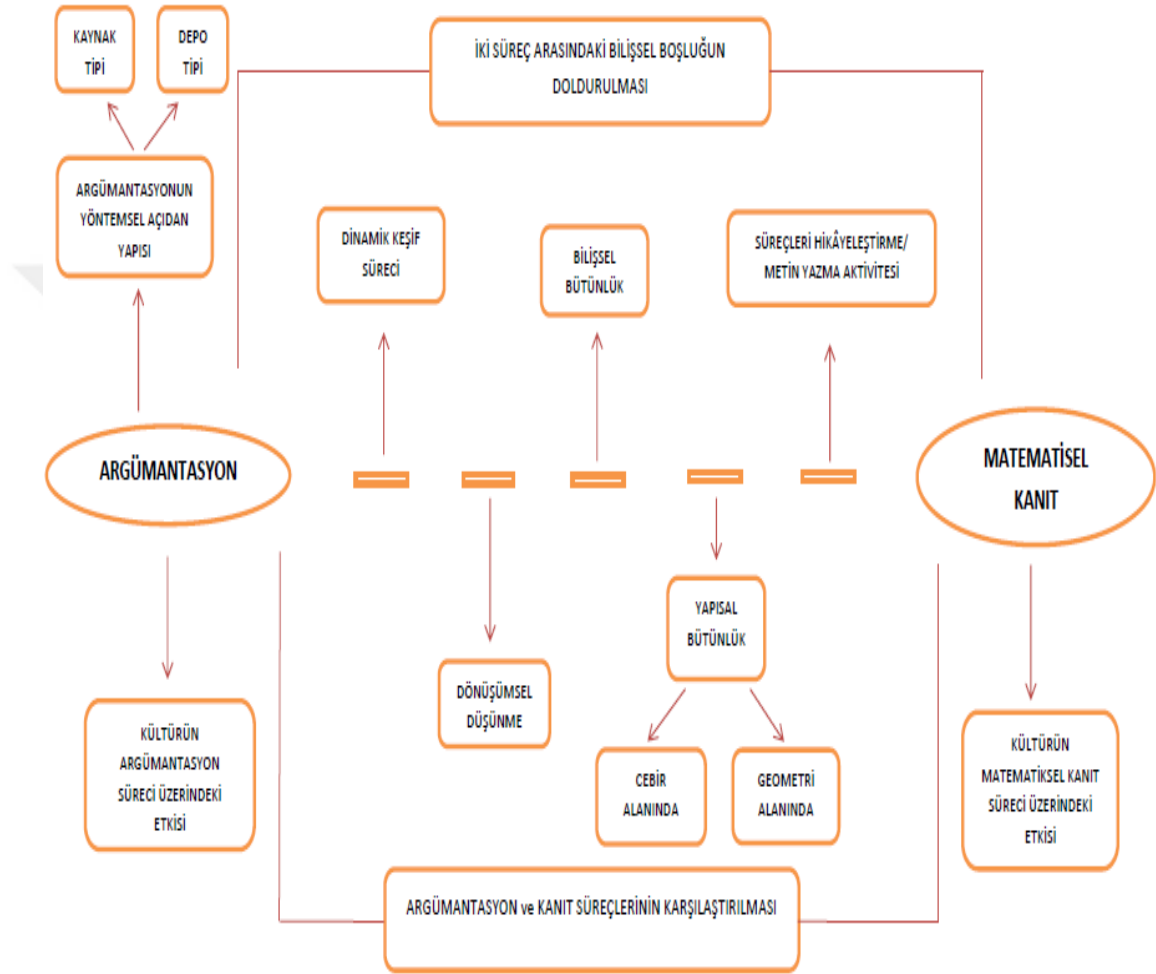 KAYNAK
TİPİ
DEPO
TİPİ
İKİ SÜREÇ ARASINDAKİ BİLİŞSEL BOŞLUĞUN
DOLDURULMASI
ARGÜMANTASYONUN
YÖNTEMSEL AÇIDAN
YAPISI
DİNAMİK KEŞİF
SÜRECİ
BİLİŞSEL
BÜTÜNLÜK
SÜREÇLERİ HİKÂYELEŞTİRME/
METİN YAZMA AKTİVİTESİ
ARGÜMANTASYON
MATEMATİSEL
KANIT
YAPISAL
BÜTÜNLÜK
DÖNÜŞÜMSEL
DÜŞÜNME
KÜLTÜRÜN
ARGÜMANTASYON
SÜRECİ ÜZERİNDEKİ
ETKİSİ
CEBİR
ALANINDA
GEOMETRİ
ALANINDA
KÜLTÜRÜN
MATEMATİKSEL KANIT
SÜRECİ ÜZERİNDEKİ
ETKİSİ
ARGÜMANTASYON ve KANIT SÜREÇLERİNİN KARŞILAŞTIRILMASI